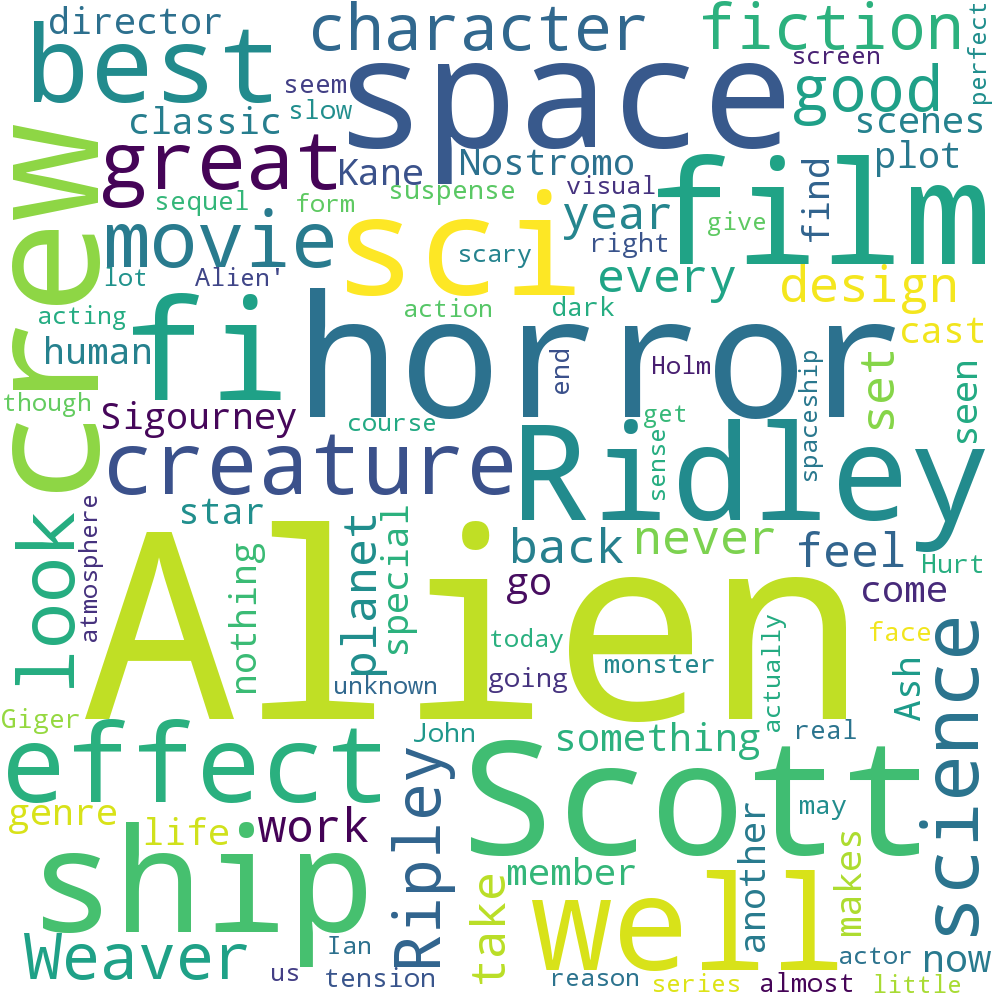 director
character
fiction
perfect
best
space
screen
seem
good
slow
classic
scenes
crew
great
Kane
Nostromo
plot
suspense
visual
film
find
sequel
form
sci
year
give
movie
right
scary
every
lot
Alien'
design
fi
horror
action
dark
acting
cast
human
end
Holm
spaceship
set
seen
though
Sigourney
course
get
creature
Ridley
sense
star
atmosphere
look
special
planet
back
never
feel
Hurt
nothing
Alien
go
come
science
today
actually
face
monster
Ash
going
unknown
Giger
effect
John
something
Scott
real
genre
life
work
Ripley
may
another
makes
ship
member
well
take
Weaver
Ian
actor
now
us
tension
reason
series
almost
little